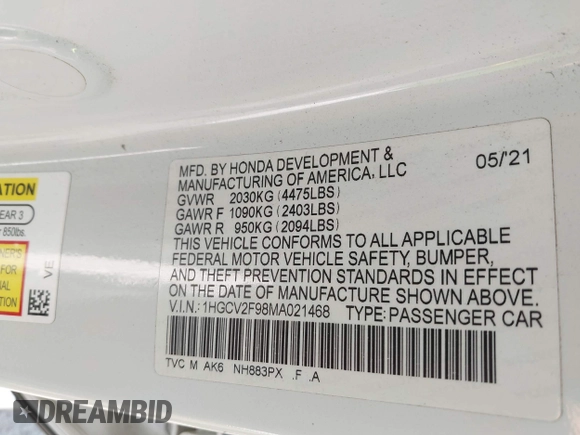 MFD. BY HONDA DEVELOPMENT &
MANUFACTURING OF AMERICA, LLC 05/'21
GVWR 2030KG (4475LBS)
GAWR F 1090KG (2403LBS)
GAWR R 950KG (2094LBS)
THIS VEHICLE CONFORMS TO ALL APPLICABLE
FEDERAL MOTOR VEHICLE SAFETY, BUMPER,
AND THEFT PREVENTION STANDARDS IN EFFECT
ON THE DATE OF MANUFACTURE SHOWN ABOVE.
V.I.N.: 1HGCV2F98MA021468 TYPE: PASSENGER CAR
TVC M AK6 NH883PX .F .A
EAR 3
850lbs.
FOR
VE
DREAMBID